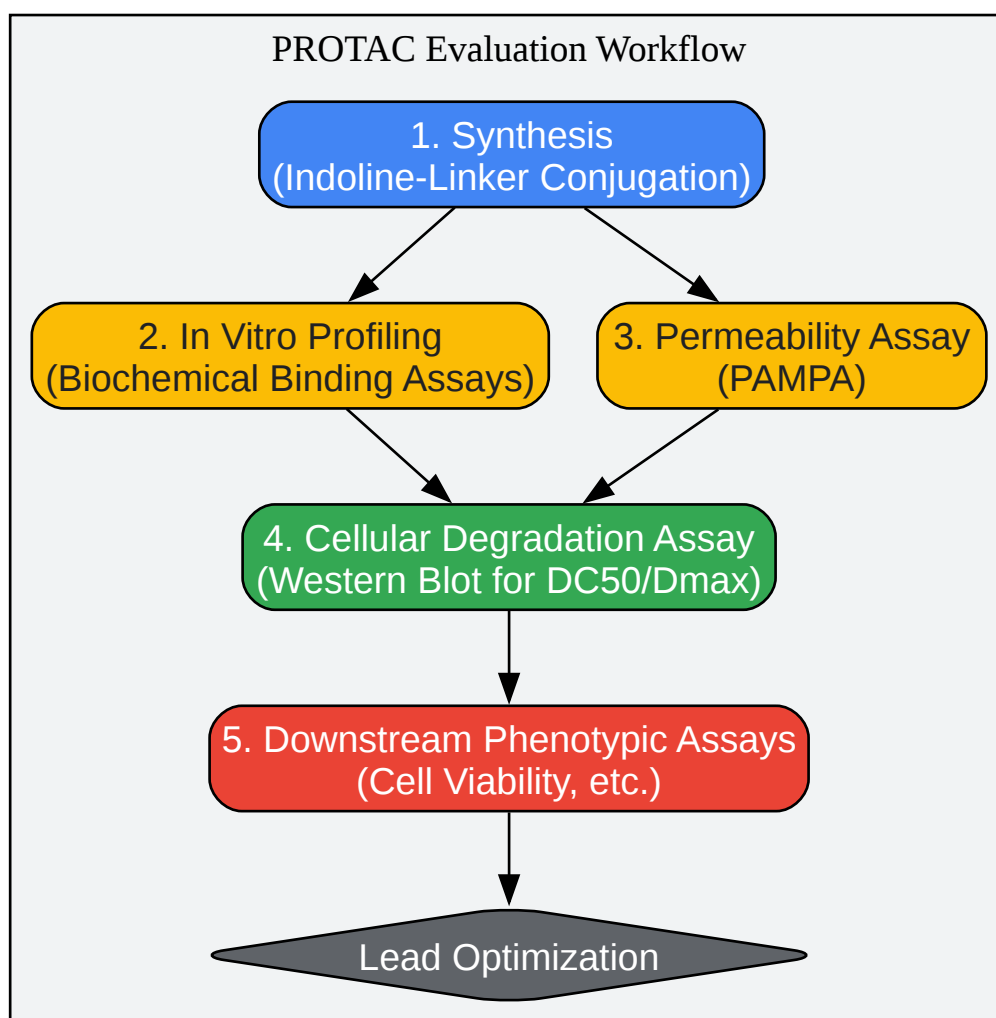 PROTAC Evaluation Workflow
1. Synthesis
(Indoline-Linker Conjugation)
2. In Vitro Profiling
(Biochemical Binding Assays)
3. Permeability Assay
(PAMPA)
4. Cellular Degradation Assay
(Western Blot for DC50/Dmax)
5. Downstream Phenotypic Assays
(Cell Viability, etc.)
Lead Optimization